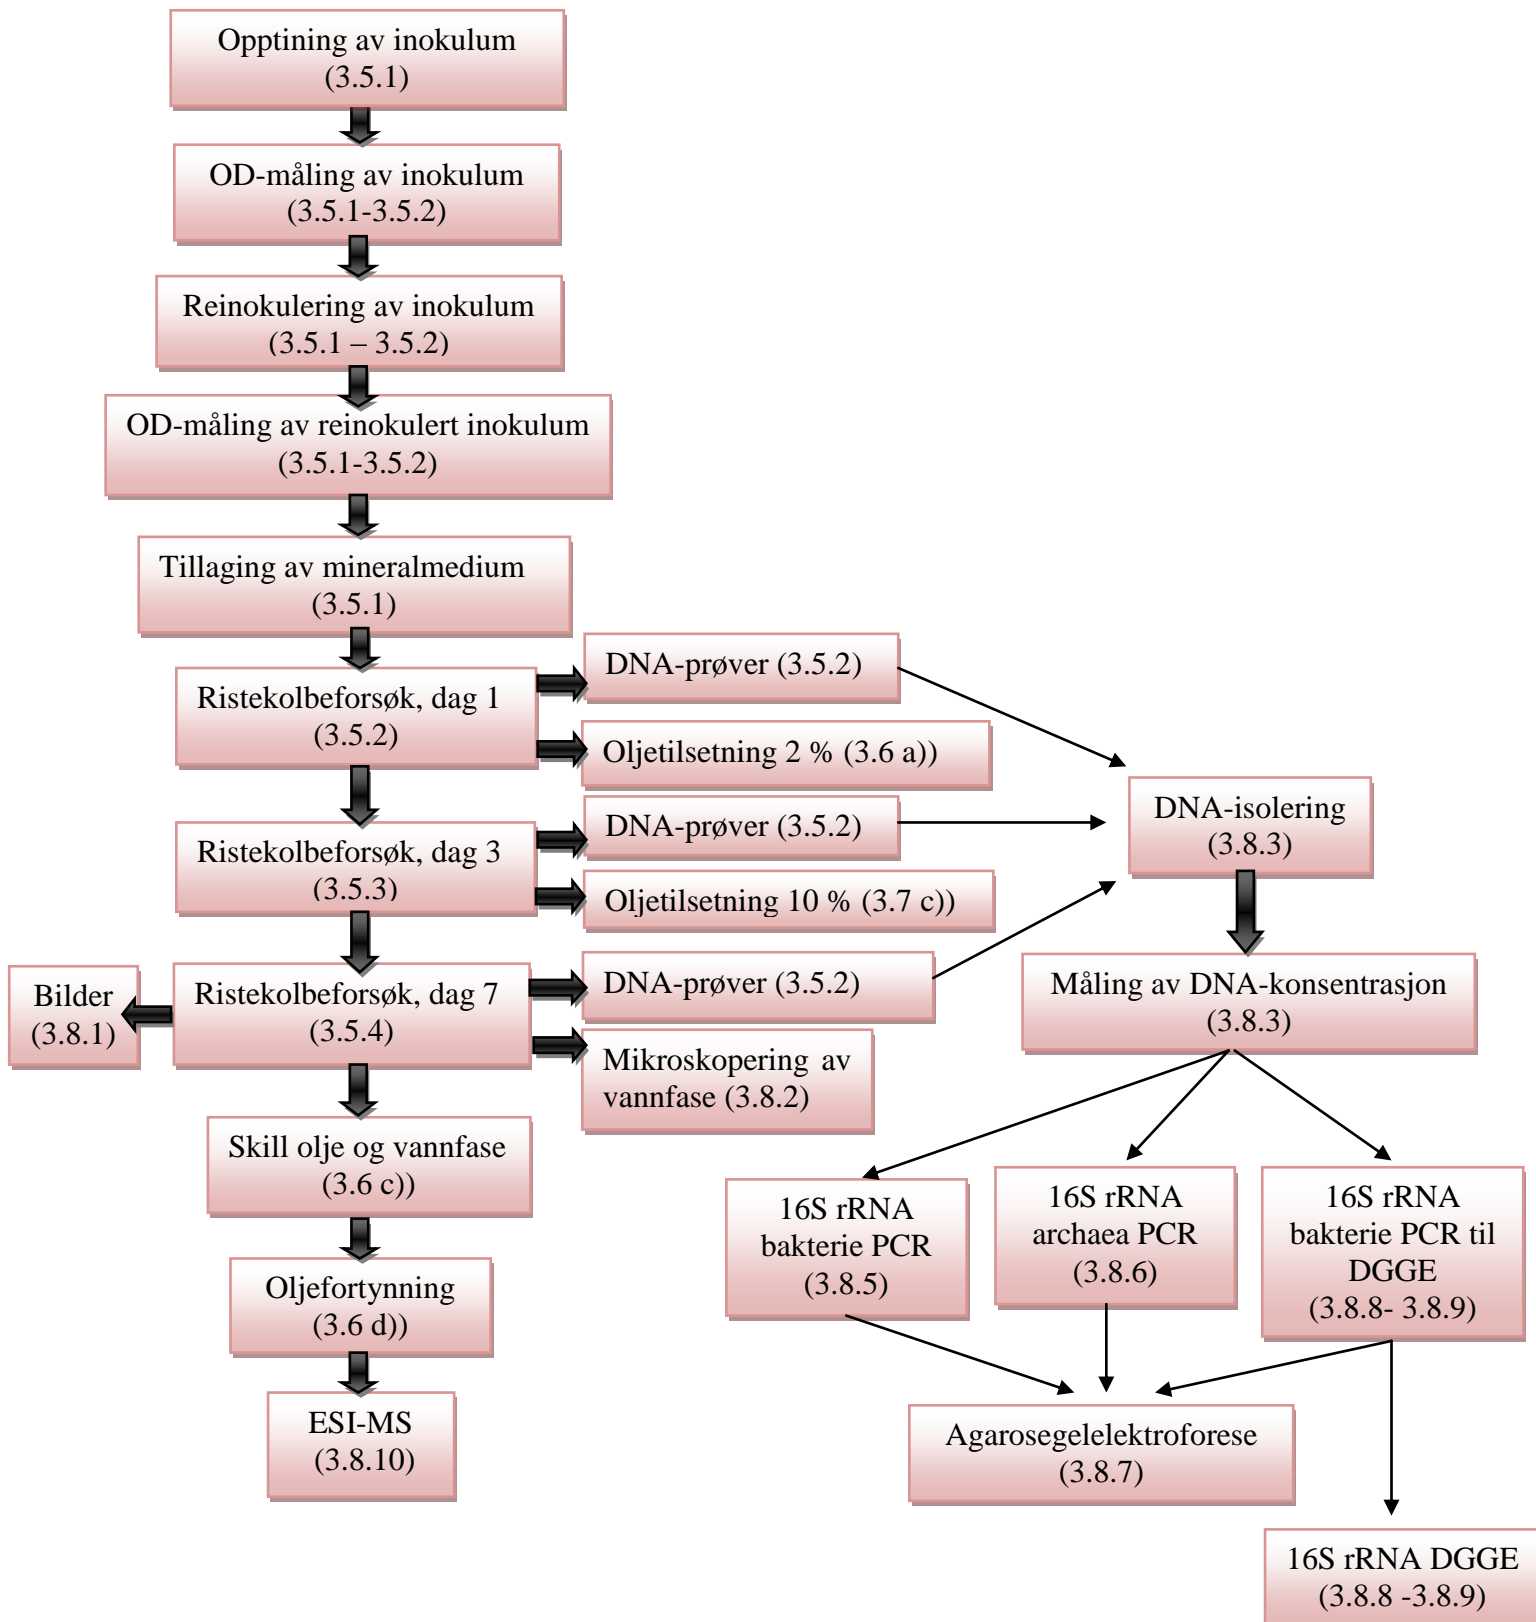 Opptining av inokulum
(3.5.1)
OD-måling av inokulum
(3.5.1-3.5.2)
Reinokulering av inokulum
(3.5.1 – 3.5.2)
OD-måling av reinokulert inokulum
(3.5.1-3.5.2)
Tillaging av mineralmedium
(3.5.1)
Ristekolbeforsøk, dag 1
(3.5.2)
DNA-prøver (3.5.2)
Oljetilsetning 2 % (3.6 a))
Ristekolbeforsøk, dag 3
(3.5.3)
DNA-prøver (3.5.2)
Oljetilsetning 10 % (3.7 c))
Bilder
(3.8.1)
Ristekolbeforsøk, dag 7
(3.5.4)
DNA-prøver (3.5.2)
Mikroskopering av
vannfase (3.8.2)
Skill olje og vannfase
(3.6 c))
Oljefortynning
(3.6 d))
ESI-MS
(3.8.10)
DNA-isolering
(3.8.3)
Måling av DNA-konsentrasjon
(3.8.3)
16S rRNA
bakterie PCR
(3.8.5)
16S rRNA
archaea PCR
(3.8.6)
16S rRNA
bakterie PCR til
DGGE
(3.8.8- 3.8.9)
Agarosegelelektroforese
(3.8.7)
16S rRNA DGGE
(3.8.8 -3.8.9)